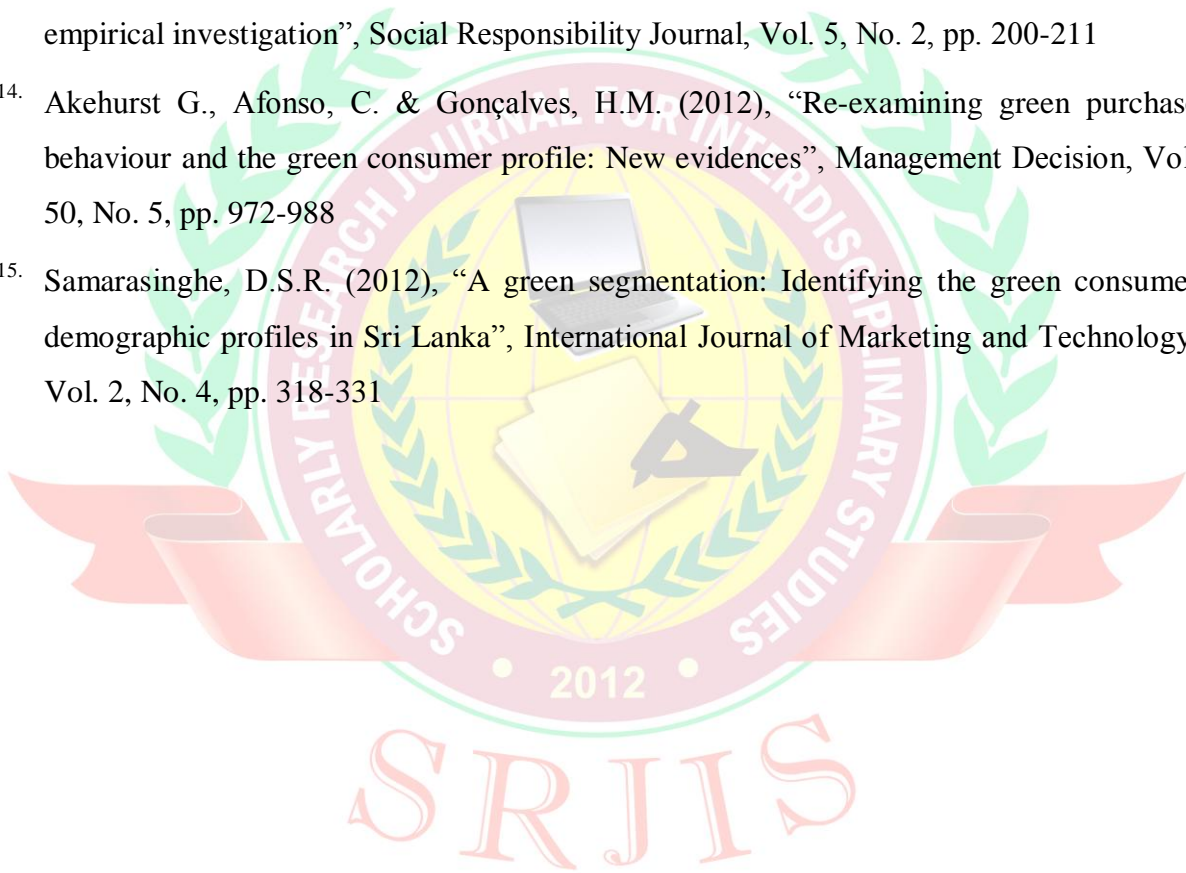 empirical investigation”, Social Responsibility Journal, Vol. 5, No. 2, pp. 200-211
14. Akehurst G., Afonso, C. & Gonçalves, H.M. (2012), “Re-examining green purchase
behaviour and the green consumer profile: New evidences”, Management Decision, Vol
50, No. 5, pp. 972-988
15. Samarasinghe, D.S.R. (2012), “A green segmentation: Identifying the green consumer
demographic profiles in Sri Lanka”, International Journal of Marketing and Technology,
Vol. 2, No. 4, pp. 318-331
SCHOLARLY RESEARCH JOURNAL FOR INTERDISCIPLINARY STUDIES
• 2012 •
SRJIS